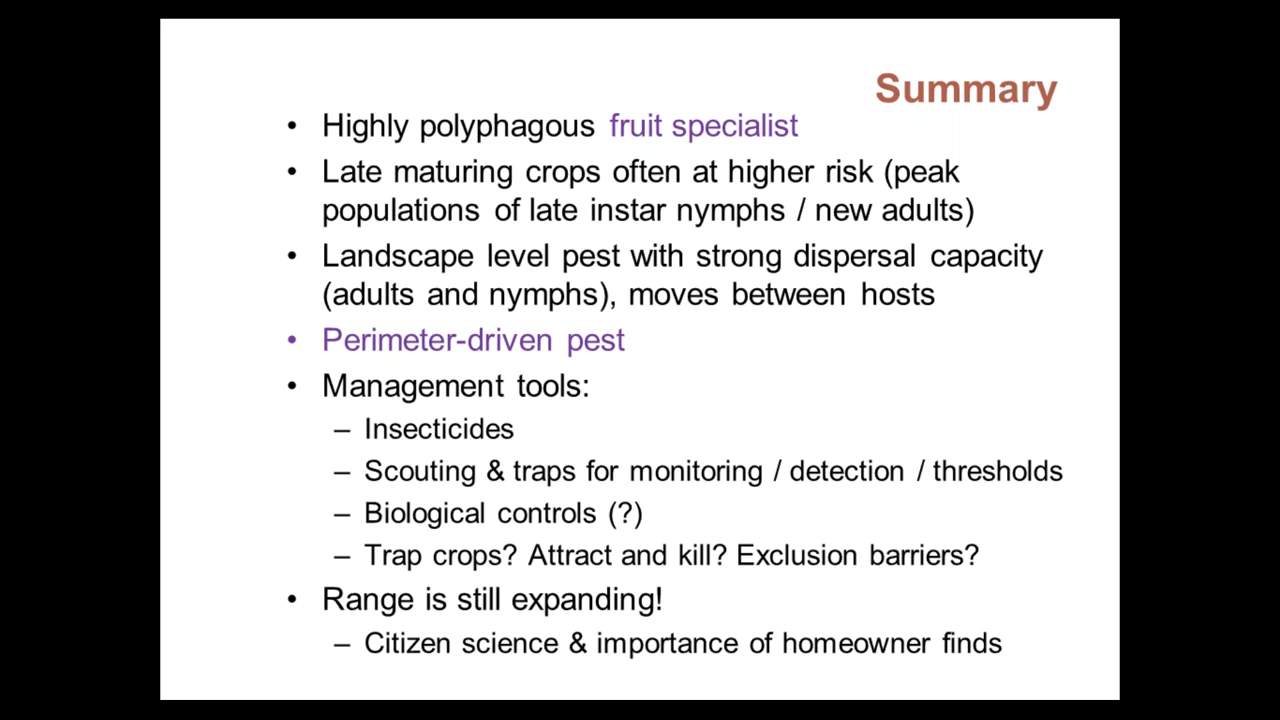 Summary
• Highly polyphagous fruit specialist
• Late maturing crops often at higher risk (peak
populations of late instar nymphs / new adults)
• Landscape level pest with strong dispersal capacity
(adults and nymphs), moves between hosts
• Perimeter-driven pest
• Management tools:
– Insecticides
– Scouting & traps for monitoring / detection / thresholds
– Biological controls (?)
– Trap crops? Attract and kill? Exclusion barriers?
• Range is still expanding!
– Citizen science & importance of homeowner finds